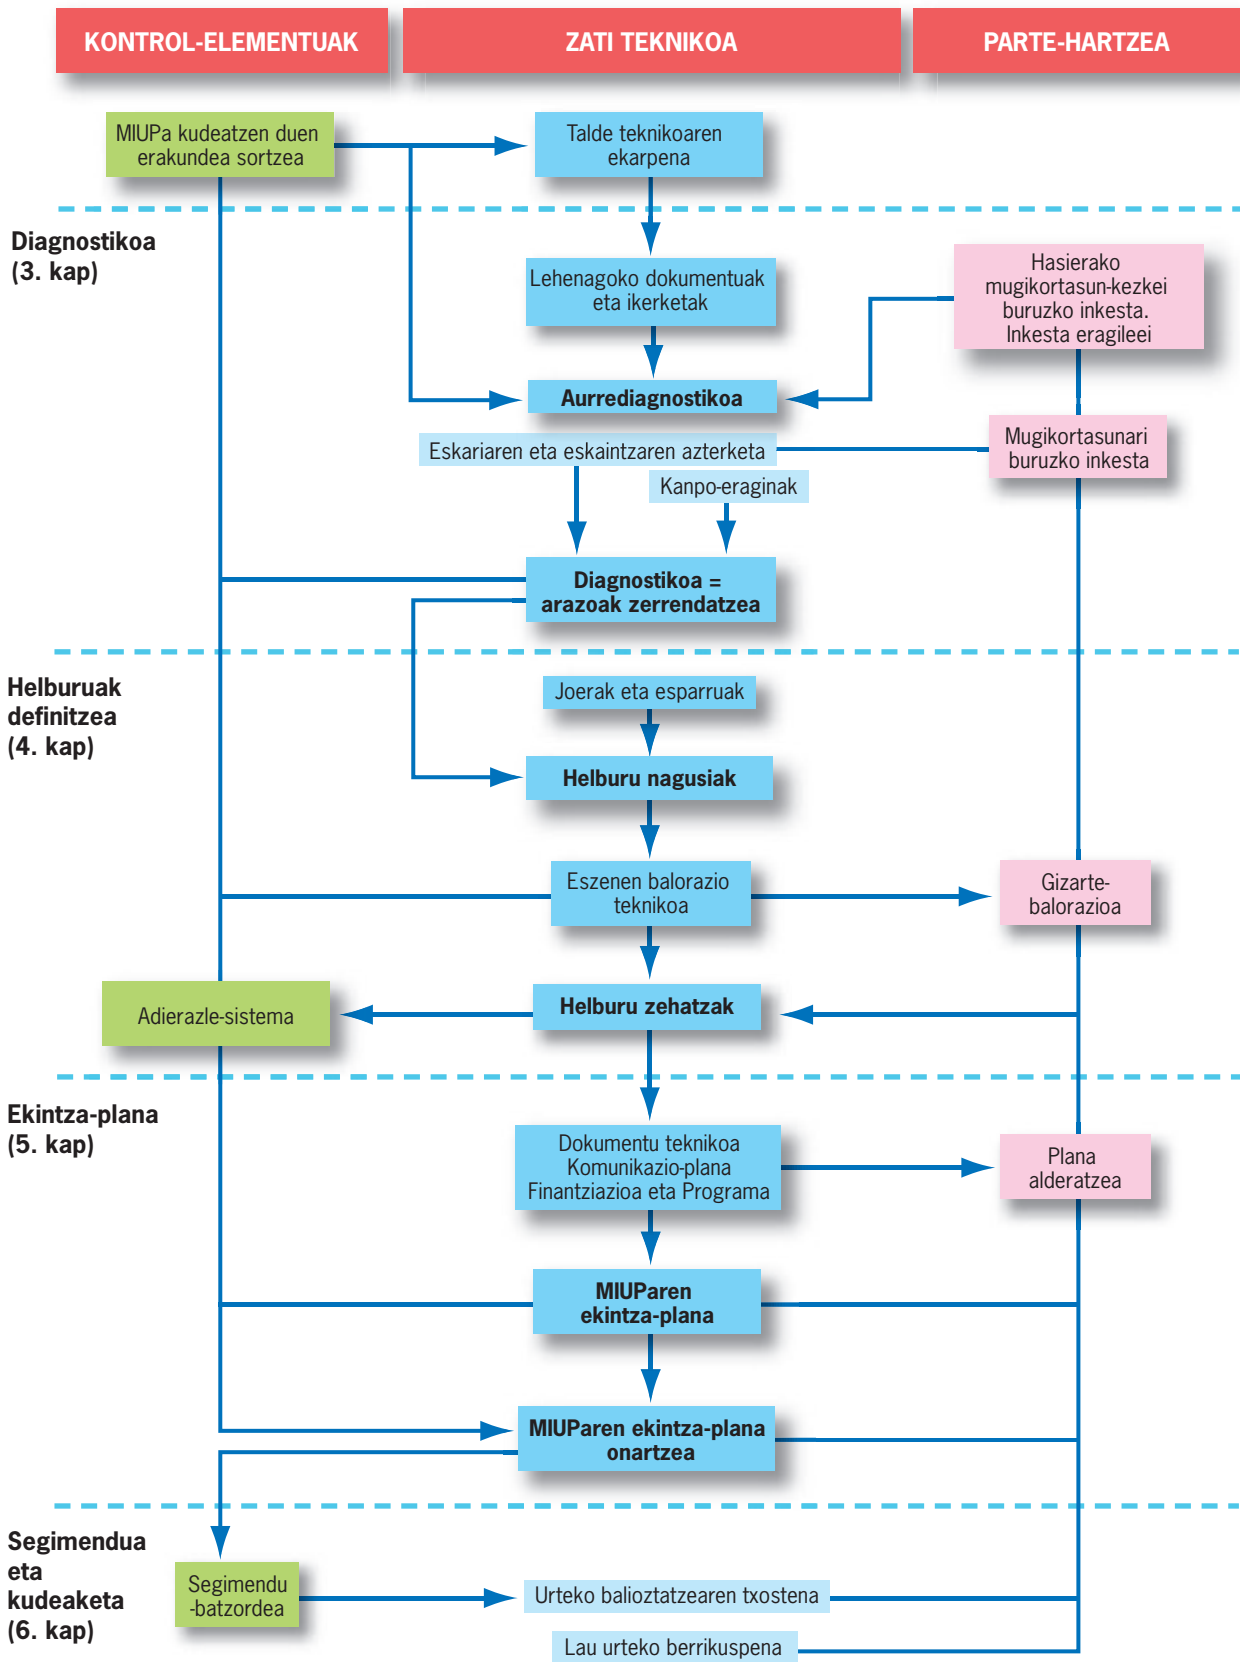 KONTROL-ELEMENTUAK
ZATI TEKNIKOA
PARTE-HARTZEA
MIUPa kudeatzen duen
erakundea sortzea
Talde teknikoaren
ekarpena
Diagnostikoa
(3. kap)
Lehenagoko dokumentuak
eta ikerketak
Hasierako
mugikortasun-kezkei
buruzko inkesta.
Inkesta eragileei
Aurrediagnostikoa
Eskariaren eta eskaintzaren azterketa
Mugikortasunari
buruzko inkesta
Kanpo-eraginak
Diagnostikoa =
arazoak zerrendatzea
Helburuak
definitzea
(4. kap)
Joerak eta esparruak
Helburu nagusiak
Eszenen balorazio
teknikoa
Gizarte-
balorazioa
Adierazle-sistema
Helburu zehatzak
Ekintza-plana
(5. kap)
Dokumentu teknikoa
Komunikazio-plana
Finantziazioa eta Programa
Plana
alderatzea
MIUParen
ekintza-plana
MIUParen ekintza-plana
onartzea
Segimendua
eta
kudeaketa
(6. kap)
Segimendu
-batzordea
Urteko balioztatzearen txostena
Lau urteko berrikuspena